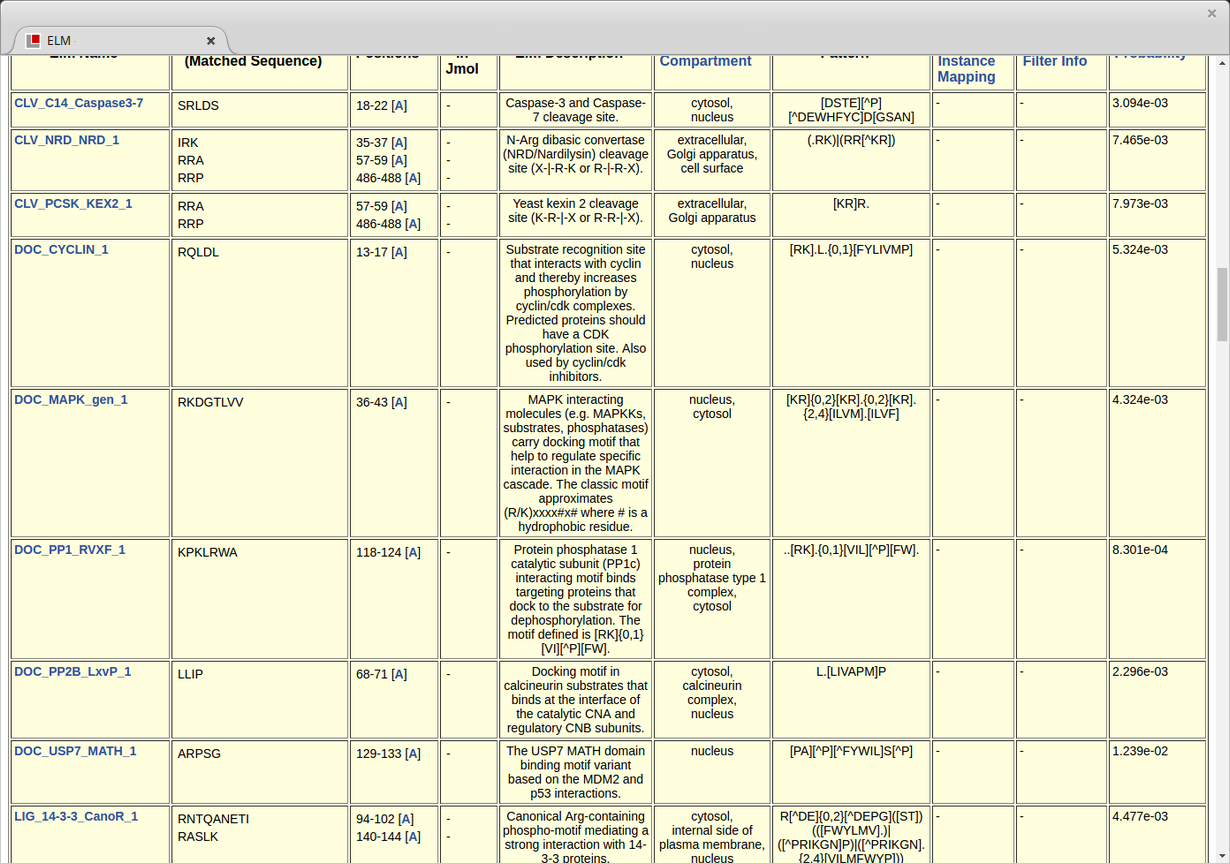 ELM
Elm Name
(Matched Sequence)
Positions
in
Jmol
Elm Description
Compartment
Pattern
Instance
Mapping
Filter Info
Probability
CLV_C14_Caspase3-7
SRLDS
18-22 [A]
-
Caspase-3 and Caspase-
7 cleavage site.
cytosol,
nucleus
[DSTE][^P]
[^DEWHFYC]D[GSAN]
-
-
3.094e-03
CLV_NRD_NRD_1
IRK
RRA
RRP
35-37 [A]
57-59 [A]
486-488 [A]
-
-
-
N-Arg dibasic convertase
(NRD/Nardilysin) cleavage
site (X-|-R-K or R-|-R-X).
extracellular,
Golgi apparatus,
cell surface
(.RK)|(RR[^KR])
-
-
7.465e-03
CLV_PCSK_KEX2_1
RRA
RRP
57-59 [A]
486-488 [A]
-
-
Yeast kexin 2 cleavage
site (K-R-|-X or R-R-|-X).
extracellular,
Golgi apparatus
[KR]R.
-
-
7.973e-03
DOC_CYCLIN_1
RQLDL
13-17 [A]
-
Substrate recognition site
that interacts with cyclin
and thereby increases
phosphorylation by
cyclin/cdk complexes.
Predicted proteins should
have a CDK
phosphorylation site. Also
used by cyclin/cdk
inhibitors.
cytosol,
nucleus
[RK].L.{0,1}[FYLIVMP]
-
-
5.324e-03
DOC_MAPK_gen_1
RKDGTLVV
36-43 [A]
-
MAPK interacting
molecules (e.g. MAPKKs,
substrates, phosphatases)
carry docking motif that
help to regulate specific
interaction in the MAPK
cascade. The classic motif
approximates
(R/K)xxxx#x# where # is a
hydrophobic residue.
nucleus,
cytosol
[KR]{0,2}[KR].{0,2}[KR].
{2,4}[ILVM].[ILVF]
-
-
4.324e-03
DOC_PP1_RVXF_1
KPKLRWA
118-124 [A]
-
Protein phosphatase 1
catalytic subunit (PP1c)
interacting motif binds
targeting proteins that
dock to the substrate for
dephosphorylation. The
motif defined is [RK]{0,1}
[VI][^P][FW].
nucleus,
protein
phosphatase type 1
complex,
cytosol
..[RK].{0,1}[VIL][^P][FW].
-
-
8.301e-04
DOC_PP2B_LxvP_1
LLIP
68-71 [A]
-
Docking motif in
calcineurin substrates that
binds at the interface of
the catalytic CNA and
regulatory CNB subunits.
cytosol,
calcineurin
complex,
nucleus
L.[LIVAPM]P
-
-
2.296e-03
DOC_USP7_MATH_1
ARPSG
129-133 [A]
-
The USP7 MATH domain
binding motif variant
based on the MDM2 and
p53 interactions.
nucleus
[PA][^P][^FYWIL]S[^P]
-
-
1.239e-02
LIG_14-3-3_CanoR_1
RNTQANETI
RASLK
94-102 [A]
140-144 [A]
-
-
Canonical Arg-containing
phospho-motif mediating a
strong interaction with 14-
3-3 proteins.
cytosol,
internal side of
plasma membrane,
nucleus
R[^DE]{0,2}[^DEPG]([ST])
(([FWYLMV].)|
([^PRIKGN]P)|([^PRIKGN].
{2,4}[VILMFWYP]))
-
-
4.477e-03